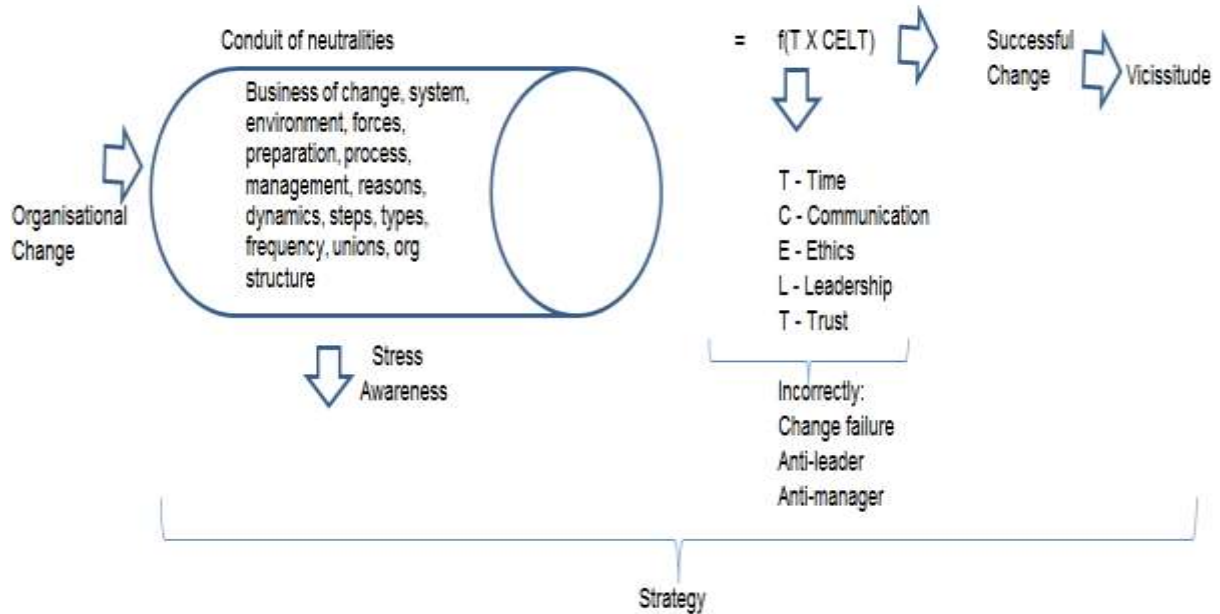 Conduit of neutralities
= f(T X CELT)
Successful
Change
Vicissitude
Business of change, system,
environment, forces,
preparation, process,
management, reasons,
dynamics, steps, types,
frequency, unions, org
structure
Organisational
Change
T - Time
C - Communication
E - Ethics
L - Leadership
T - Trust
Stress
Awareness
Incorrectly:
Change failure
Anti-leader
Anti-manager
Strategy